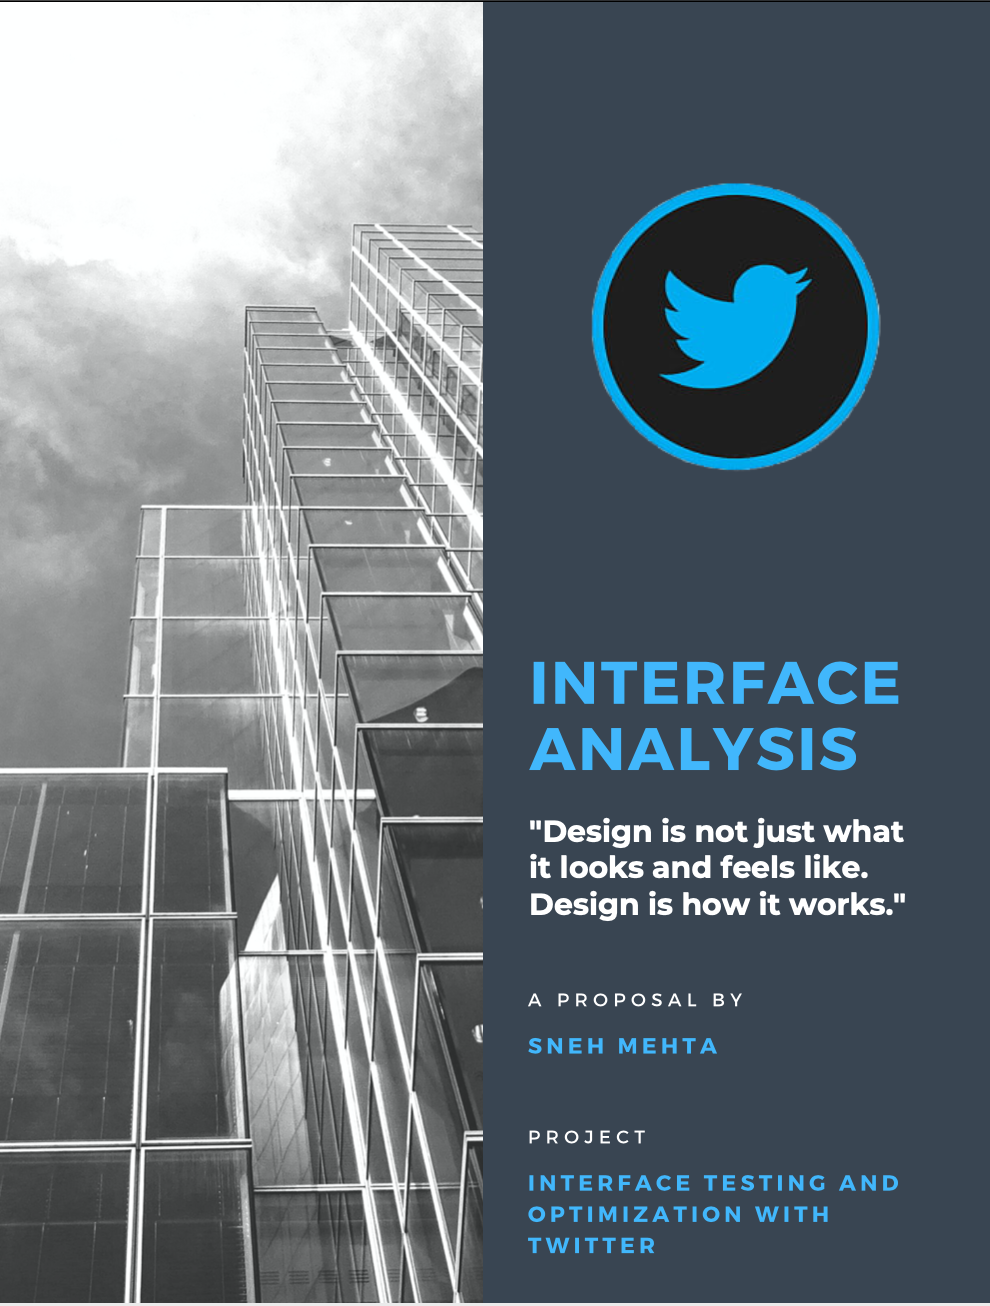 INTERFACE
ANALYSIS
"Design is not just what
it looks and feels like.
Design is how it works."
A PROPOSAL BY
SNEH MEHTA
PROJECT
INTERFACE TESTING AND
OPTIMIZATION WITH
TWITTER